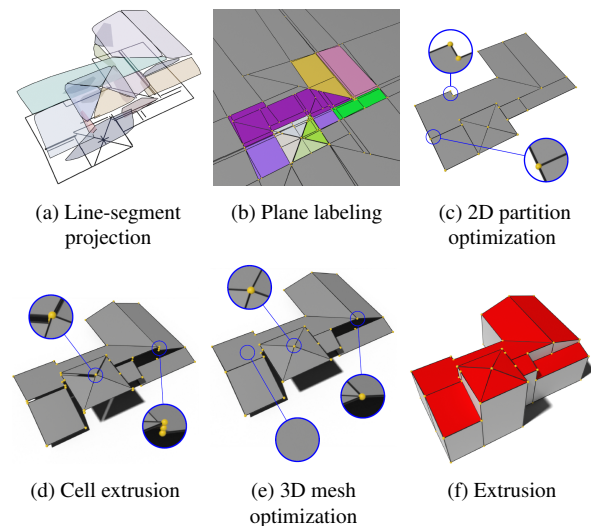 (a) Line-segment
projection
(b) Plane labeling
(c) 2D partition
optimization
(d) Cell extrusion
(e) 3D mesh
optimization
(f) Extrusion